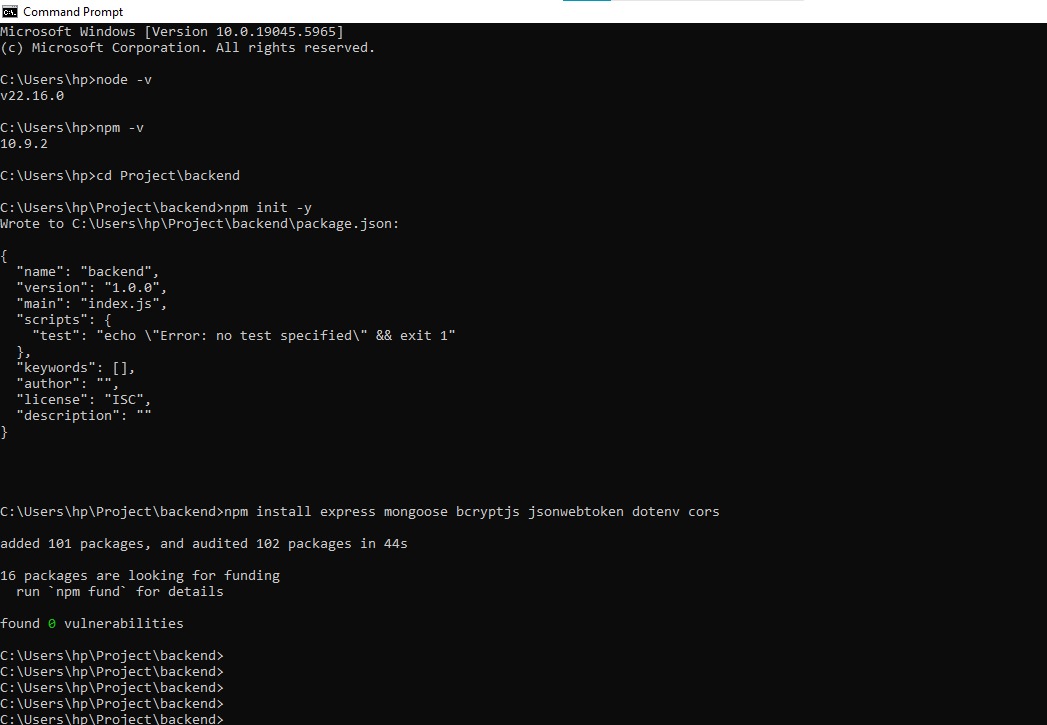 Command Prompt
Microsoft Windows [Version 10.0.19045.5965]
(c) Microsoft Corporation. All rights reserved.
C:\Users\hp>node -v
v22.16.0
C:\Users\hp>npm -v
10.9.2
C:\Users\hp>cd Project\backend
C:\Users\hp\Project\backend>npm init -y
Wrote to C:\Users\hp\Project\backend\package.json:
{
  "name": "backend",
  "version": "1.0.0",
  "main": "index.js",
  "scripts": {
    "test": "echo \"Error: no test specified\" && exit 1"
  },
  "keywords": [],
  "author": "",
  "license": "ISC",
  "description": ""
}
C:\Users\hp\Project\backend>npm install express mongoose bcryptjs jsonwebtoken dotenv cors
added 101 packages, and audited 102 packages in 44s
16 packages are looking for funding
  run `npm fund` for details
found 0 vulnerabilities
C:\Users\hp\Project\backend>
C:\Users\hp\Project\backend>
C:\Users\hp\Project\backend>
C:\Users\hp\Project\backend>
C:\Users\hp\Project\backend>